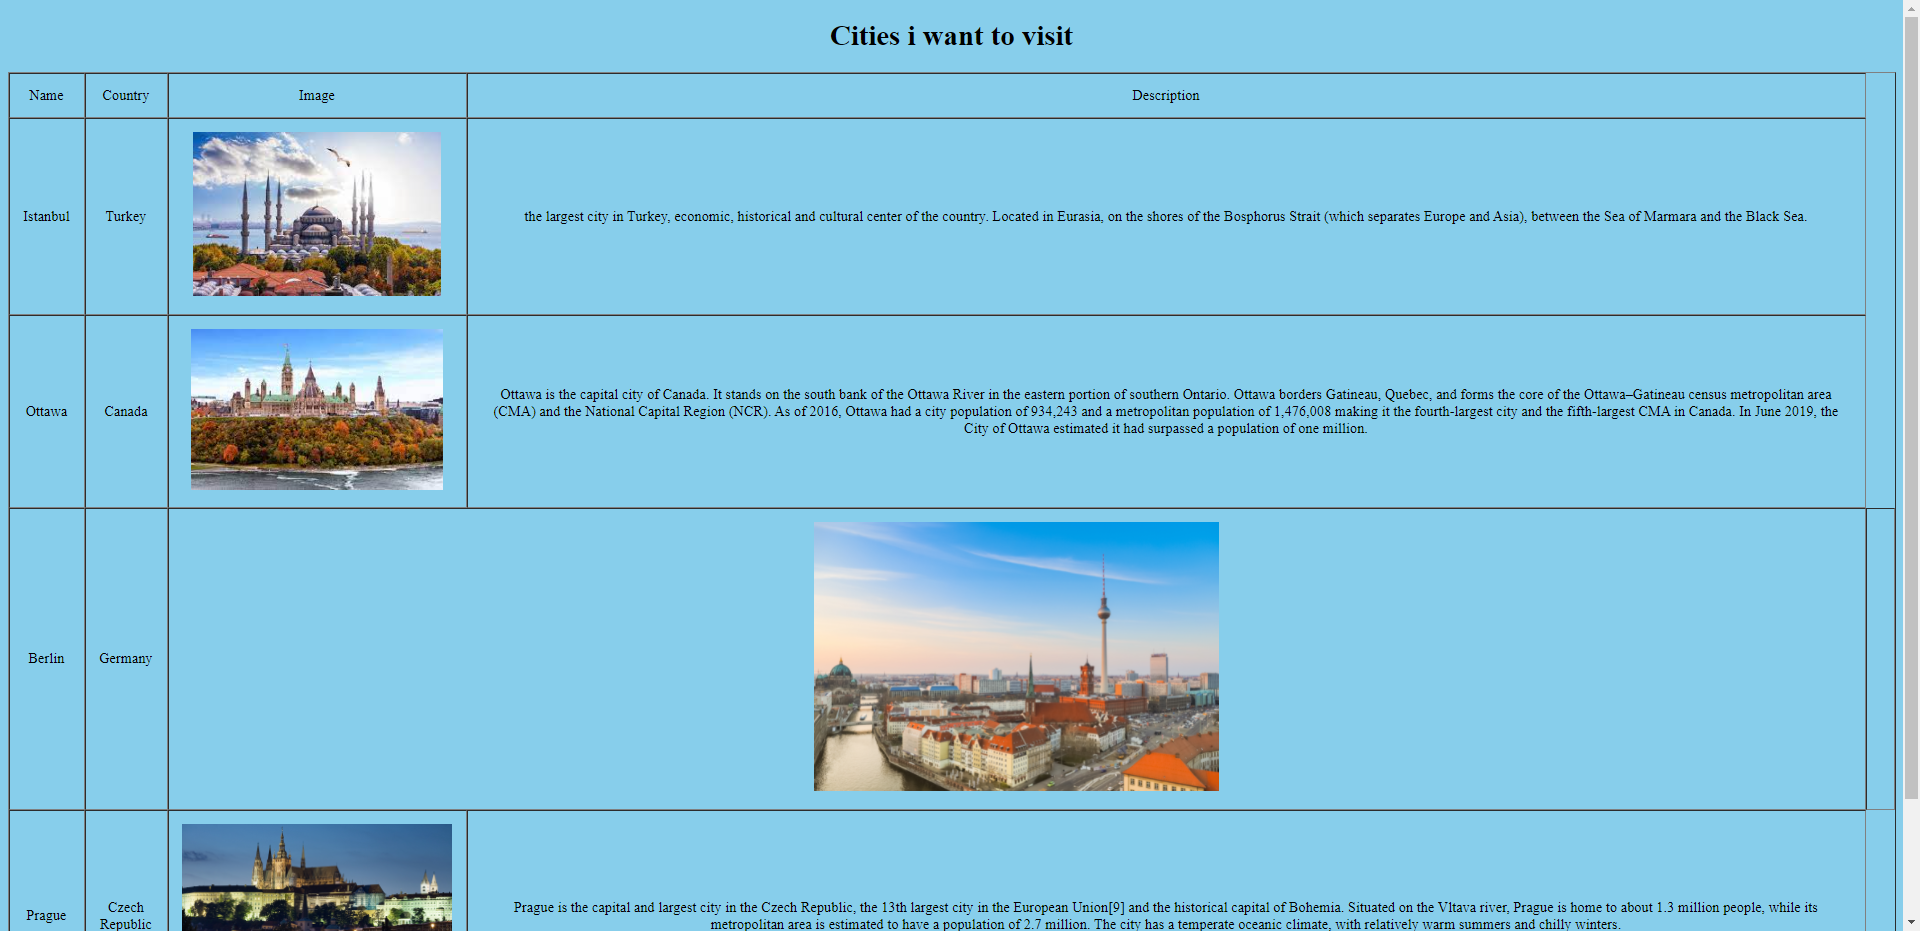 Cities i want to visit
Name Country Image Description
Istanbul Turkey the largest city in Turkey, economic, historical and cultural center of the country. Located in Eurasia, on the shores of the Bosphorus Strait (which separates Europe and Asia), between the Sea of Marmara and the Black Sea.
Ottawa Canada
Ottawa is the capital city of Canada. It stands on the south bank of the Ottawa River in the eastern portion of southern Ontario. Ottawa borders Gatineau, Quebec, and forms the core of the Ottawa–Gatineau census metropolitan area
(CMA) and the National Capital Region (NCR). As of 2016, Ottawa had a city population of 934,243 and a metropolitan population of 1,476,008 making it the fourth-largest city and the fifth-largest CMA in Canada. In June 2019, the
City of Ottawa estimated it had surpassed a population of one million.
Berlin Germany
Prague
Czech
Republic
Prague is the capital and largest city in the Czech Republic, the 13th largest city in the European Union[9] and the historical capital of Bohemia. Situated on the Vltava river, Prague is home to about 1.3 million people, while its
metropolitan area is estimated to have a population of 2.7 million. The city has a temperate oceanic climate, with relatively warm summers and chilly winters.